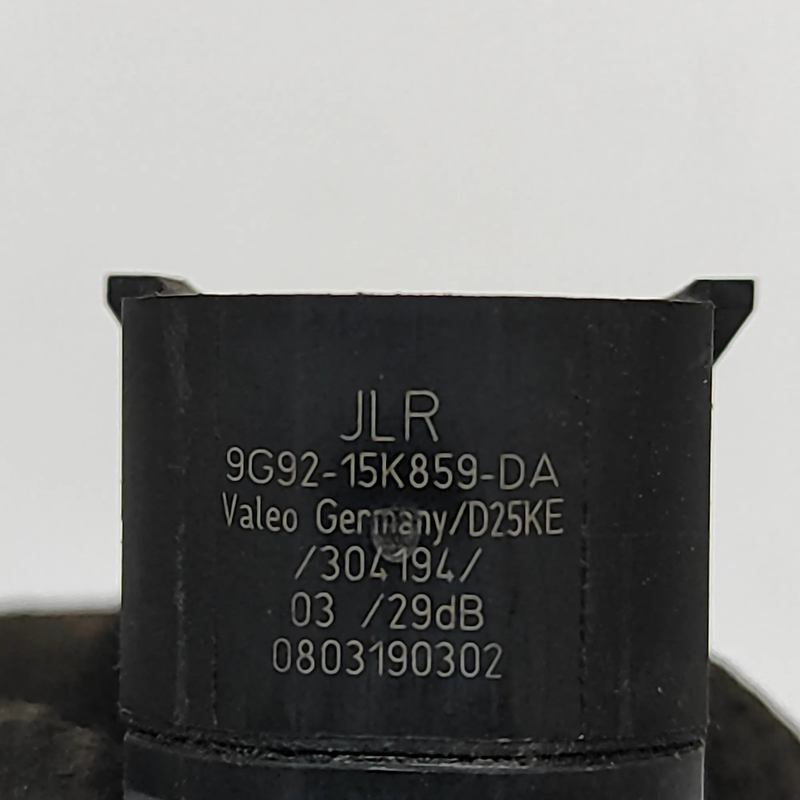 JLR
9G92-15K859-DA
Valeo Germany/D25KE
/304194/
03 /29dB
0803190302